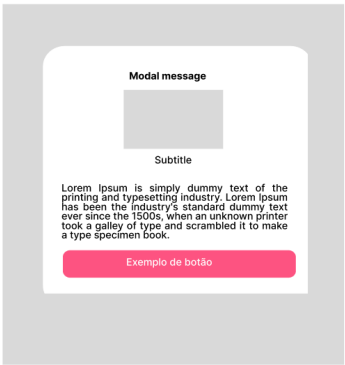 Modal message
Subtitle
Lorem Ipsum is simply dummy text of the
printing and typesetting industry. Lorem Ipsum
has been the industry's standard dummy text
ever since the 1500s, when an unknown printer
took a galley of type and scrambled it to make
a type specimen book.
Exemplo de botão